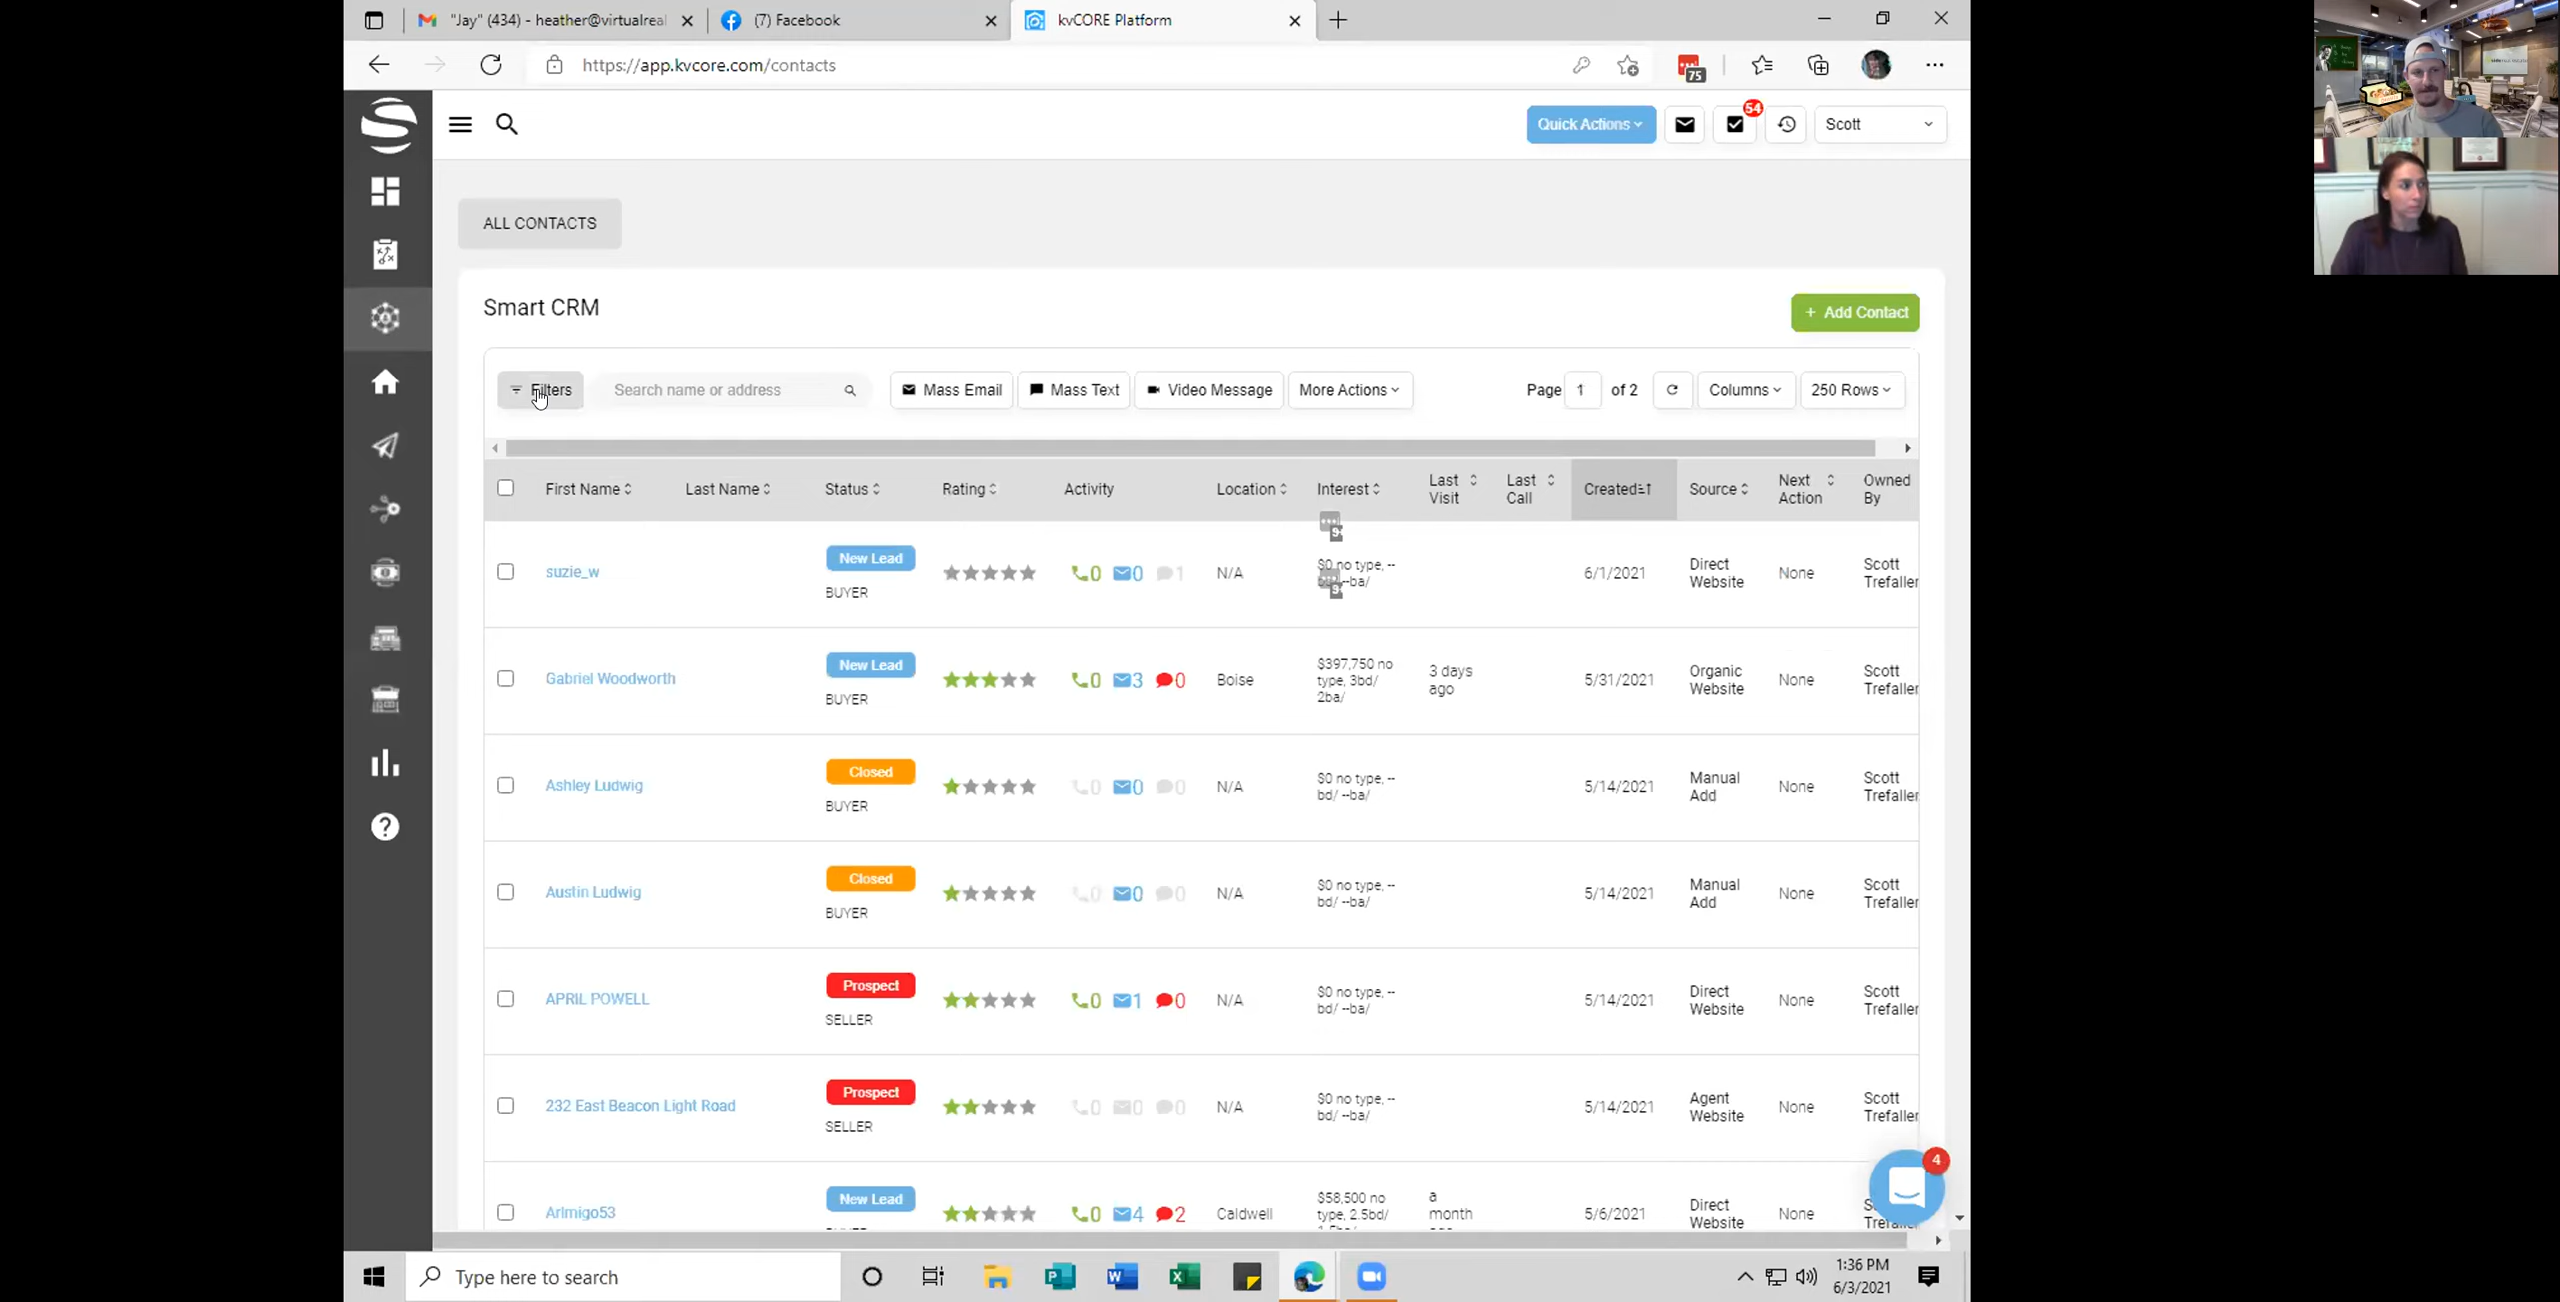 "Jay" (434) - heather@virtualreal
(7) Facebook
kvCORE Platform
https://app.kvcore.com/contacts
75
Quick Actions
54
Scott
ALL CONTACTS
Smart CRM
+ Add Contact
Filters
Search name or address
Mass Email
Mass Text
Video Message
More Actions
Page 1 of 2
Columns
250 Rows
First Name
Last Name
Status
Rating
Activity
Location
Interest
Last Visit
Last Call
Created
Source
Next Action
Owned By
suzie_w
New Lead
BUYER
0 0 1
N/A
$0 no type, --
--ba/
6/1/2021
Direct Website
None
Scott Trefaller
Gabriel Woodworth
New Lead
BUYER
0 3 0
Boise
$397,750 no type, 3bd/ 2ba/
3 days ago
5/31/2021
Organic Website
None
Scott Trefaller
Ashley Ludwig
Closed
BUYER
0 0 0
N/A
$0 no type, -- bd/ --ba/
5/14/2021
Manual Add
None
Scott Trefaller
Austin Ludwig
Closed
BUYER
0 0 0
N/A
$0 no type, -- bd/ --ba/
5/14/2021
Manual Add
None
Scott Trefaller
APRIL POWELL
Prospect
SELLER
0 1 0
N/A
$0 no type, -- bd/ --ba/
5/14/2021
Direct Website
None
Scott Trefaller
232 East Beacon Light Road
Prospect
SELLER
0 0 0
N/A
$0 no type, -- bd/ --ba/
5/14/2021
Agent Website
None
Scott Trefaller
Arlmigo53
New Lead
0 4 2
Caldwell
$58,500 no type, 2.5bd/
a month
5/6/2021
Direct Website
None
4
Type here to search
1:36 PM
6/3/2021